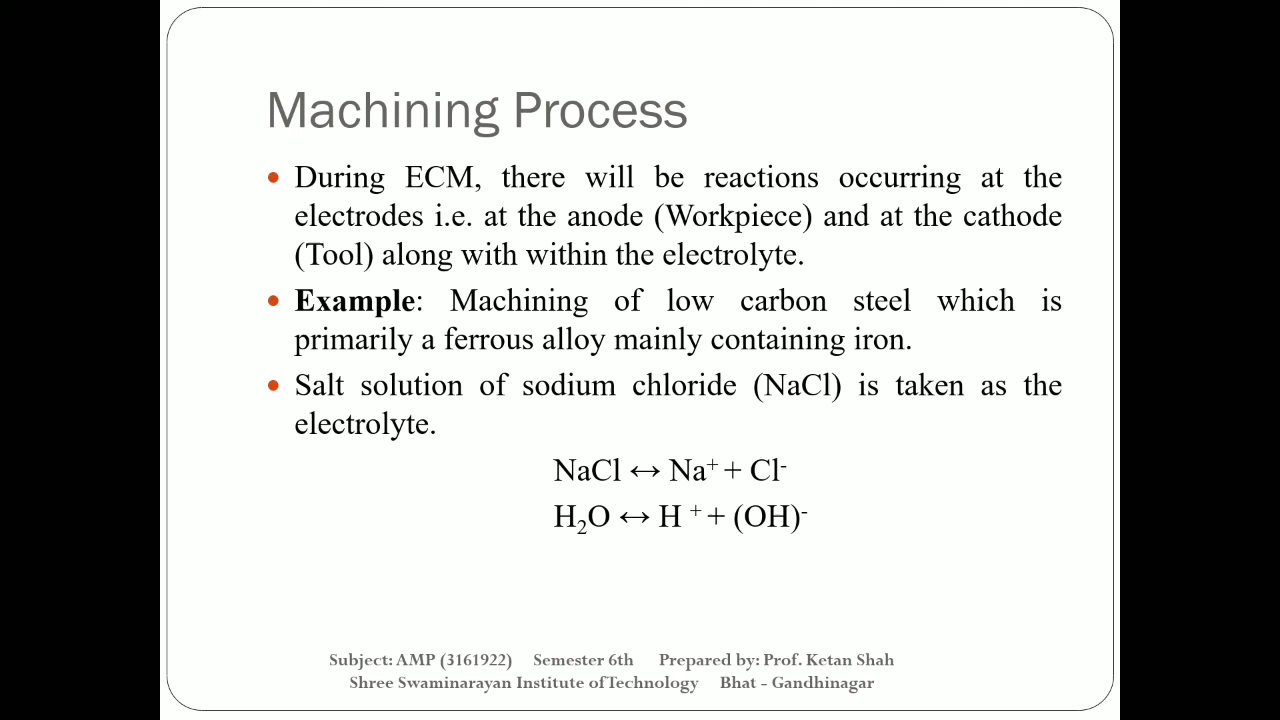 Machining Process
• During ECM, there will be reactions occurring at the
electrodes i.e. at the anode (Workpiece) and at the cathode
(Tool) along with within the electrolyte.
• Example: Machining of low carbon steel which is
primarily a ferrous alloy mainly containing iron.
• Salt solution of sodium chloride (NaCl) is taken as the
electrolyte.
NaCl ↔ Na⁺ + Cl⁻
H₂O ↔ H ⁺ + (OH)⁻
Subject: AMP (3161922) Semester 6th Prepared by: Prof. Ketan Shah
Shree Swaminarayan Institute of Technology Bhat - Gandhinagar